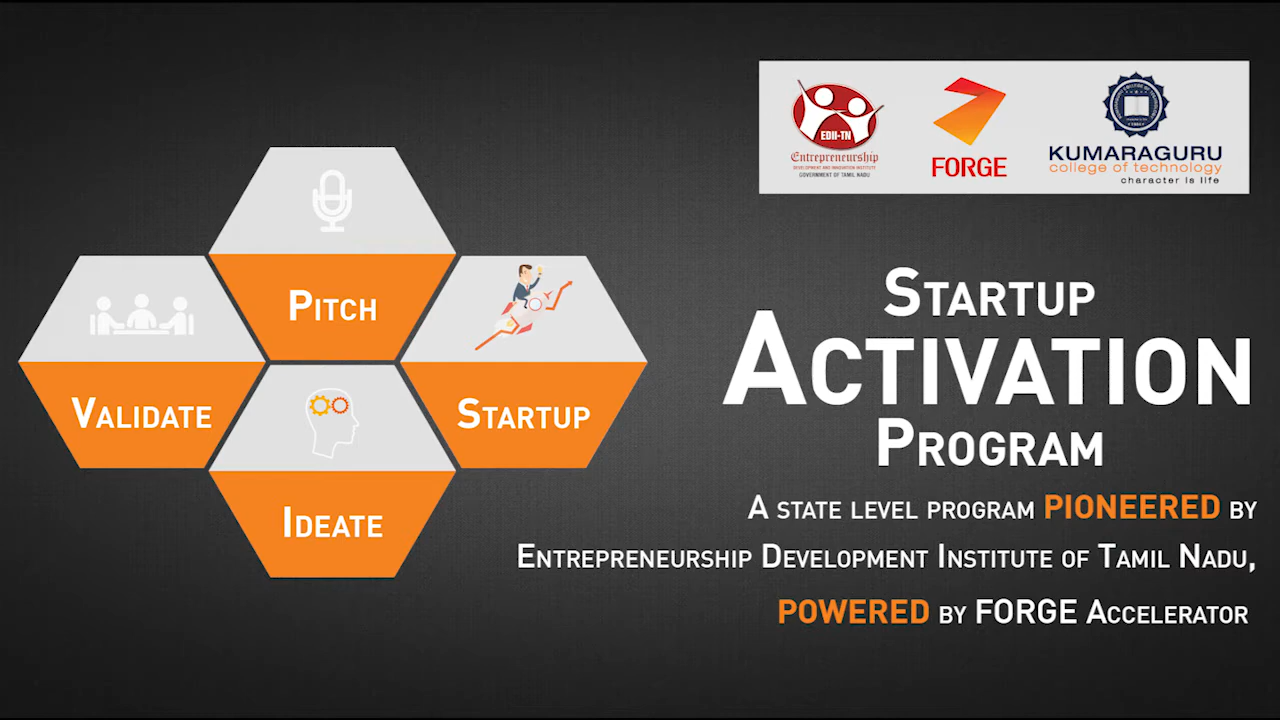 EDII-TN
Entrepreneurship
DEVELOPMENT AND INNOVATION INSTITUTE
GOVERNMENT OF TAMIL NADU
FORGE
KUMARAGURU
college of technology
character is life
PITCH
VALIDATE
STARTUP
IDEATE
STARTUP
ACTIVATION
PROGRAM
A STATE LEVEL PROGRAM PIONEERED BY
ENTREPRENEURSHIP DEVELOPMENT INSTITUTE OF TAMIL NADU,
POWERED BY FORGE ACCELERATOR